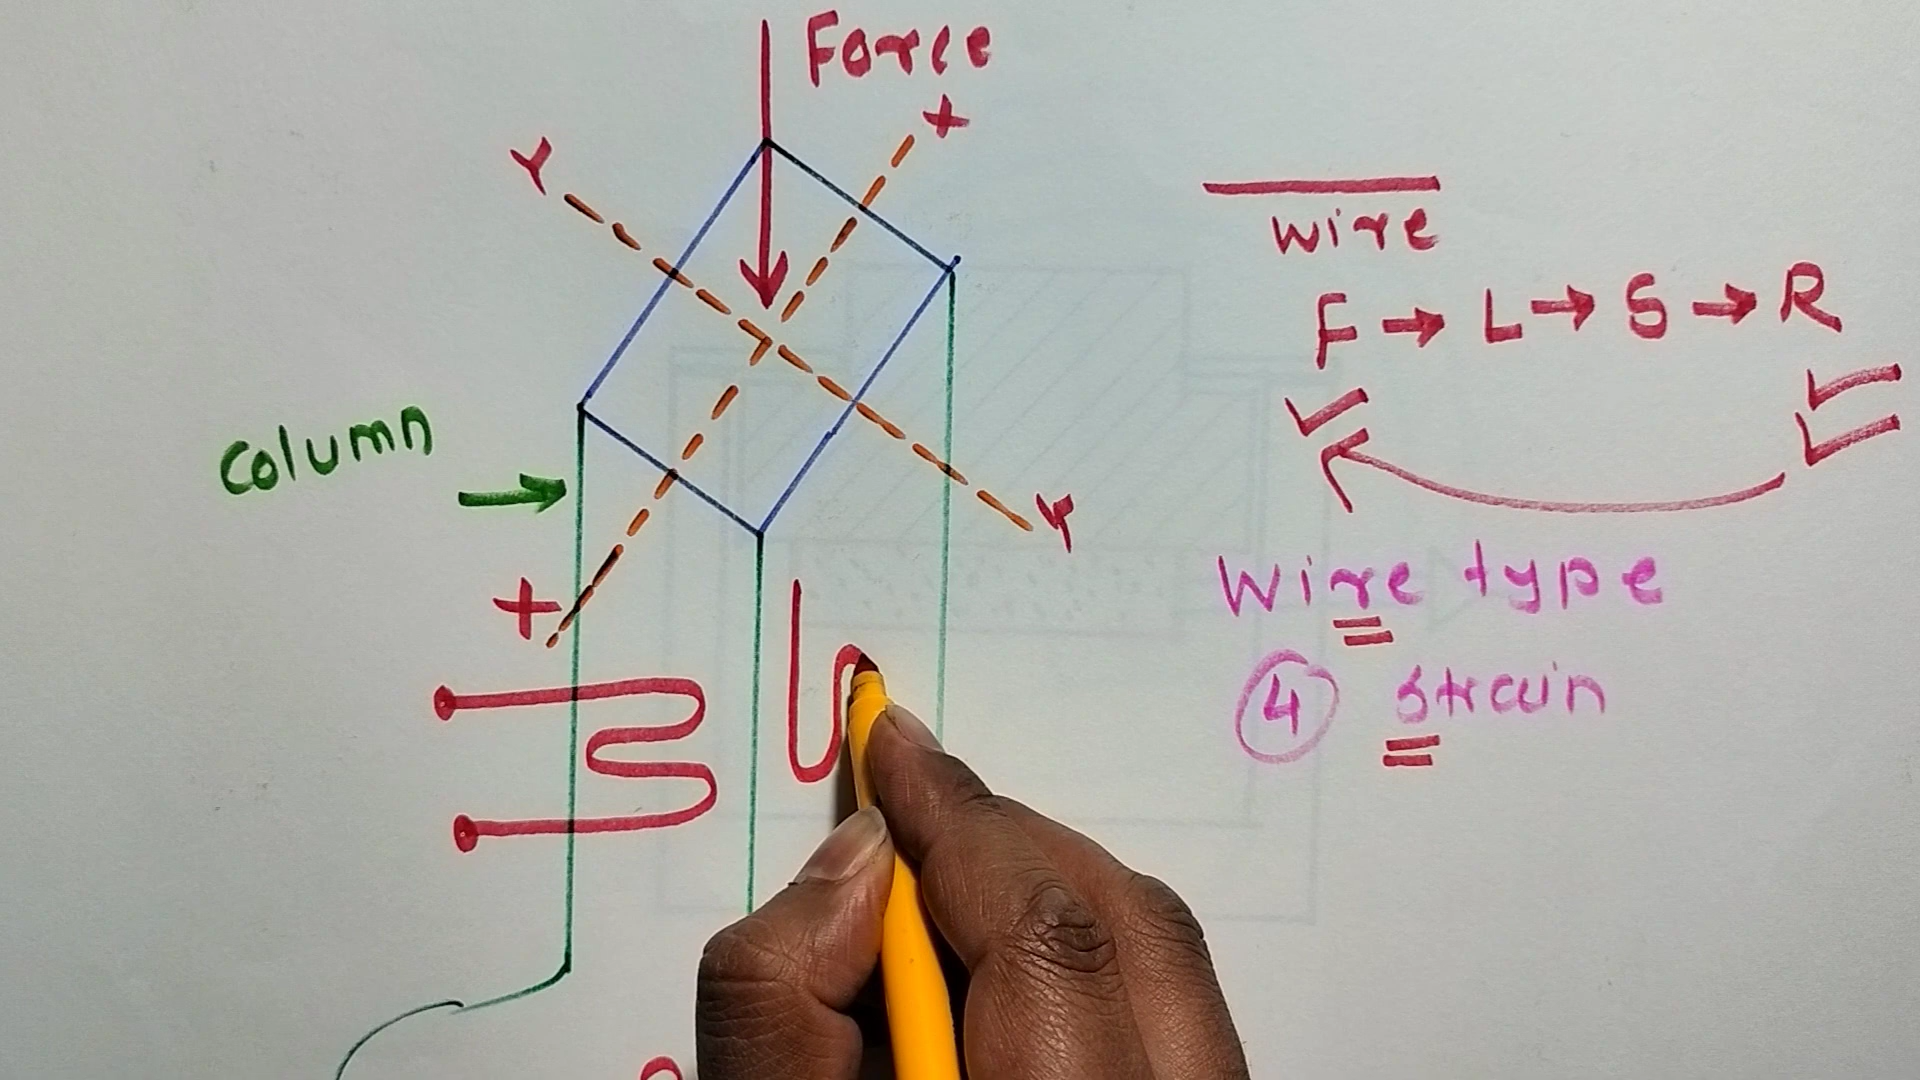 Force
Y
+
wire
F → L → S → R
Column →
Y
+
Wire type
4 strain